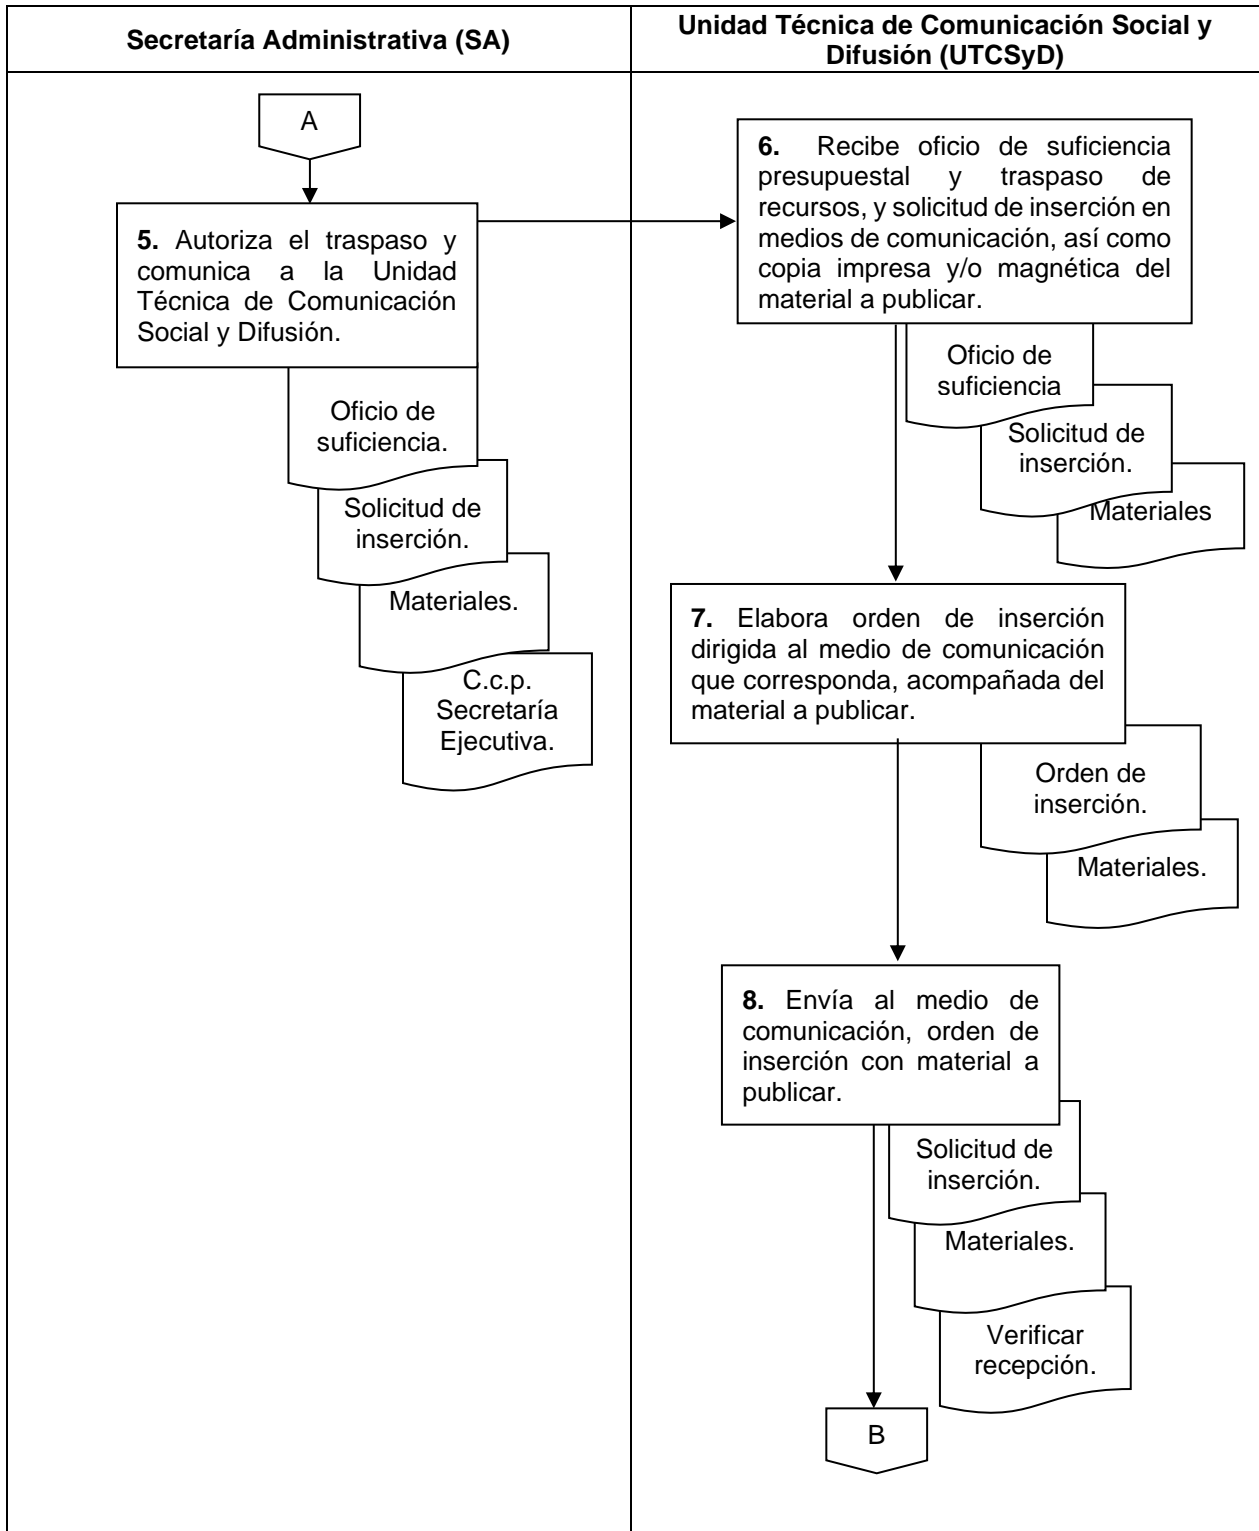 Secretaría Administrativa (SA)
Unidad Técnica de Comunicación Social y
Difusión (UTCSyD)
A
5. Autoriza el traspaso y
comunica a la Unidad
Técnica de Comunicación
Social y Difusión.
Oficio de
suficiencia.
Solicitud de
inserción.
Materiales.
C.c.p.
Secretaría
Ejecutiva.
6. Recibe oficio de suficiencia
presupuestal y traspaso de
recursos, y solicitud de inserción en
medios de comunicación, así como
copia impresa y/o magnética del
material a publicar.
Oficio de
suficiencia
Solicitud de
inserción.
Materiales
7. Elabora orden de inserción
dirigida al medio de comunicación
que corresponda, acompañada del
material a publicar.
Orden de
inserción.
Materiales.
8. Envía al medio de
comunicación, orden de
inserción con material a
publicar.
Solicitud de
inserción.
Materiales.
Verificar
recepción.
B